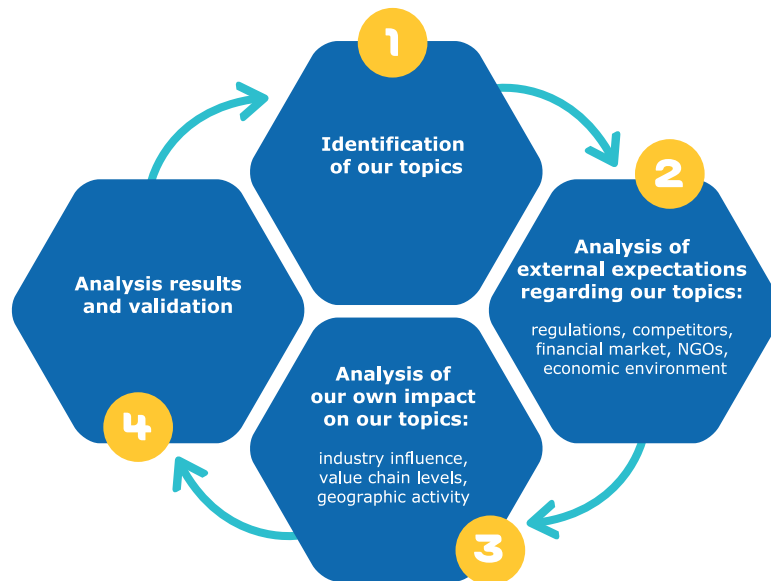 1
Identification
of our topics
2
Analysis of
external expectations
regarding our topics:
regulations, competitors,
financial market, NGOs,
economic environment
3
Analysis of
our own impact
on our topics:
industry influence,
value chain levels,
geographic activity
4
Analysis results
and validation